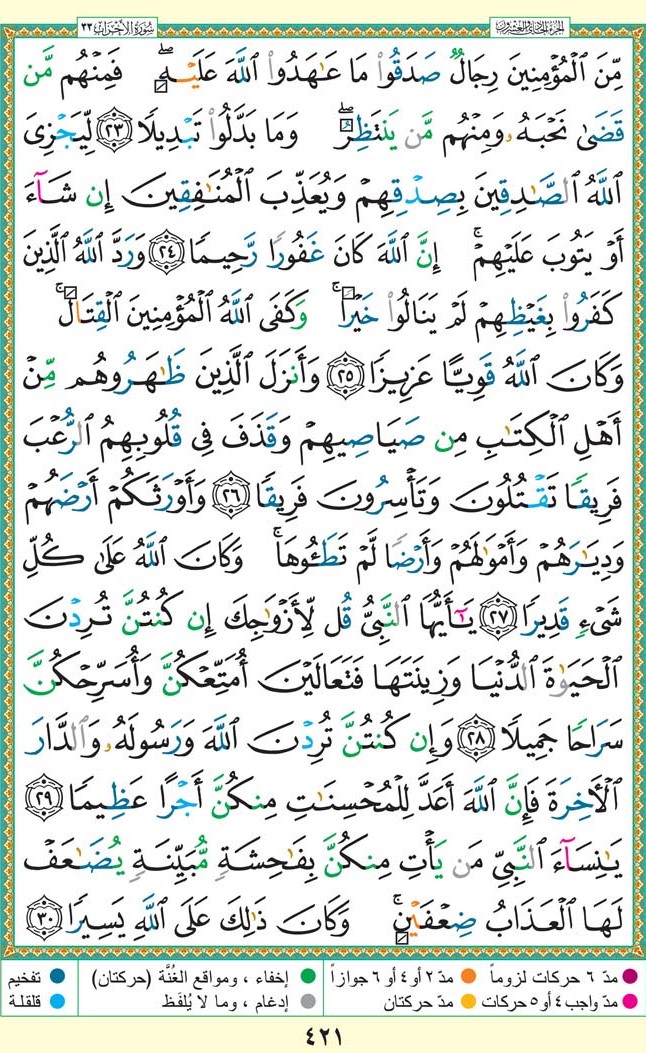 الجزء الحادي والعشرون
سورة الأحزاب ٣٣
مِّنَ ٱلْمُؤْمِنِينَ رِجَالٌ صَدَقُوا۟ مَا عَـٰهَدُوا۟ ٱللَّهَ عَلَيْهِ ۖ فَمِنْهُم مَّن
قَضَىٰ نَحْبَهُۥ وَمِنْهُم مَّن يَنتَظِرُ ۖ وَمَا بَدَّلُوا۟ تَبْدِيلًا ٢٣ لِّيَجْزِىَ
ٱللَّهُ ٱلصَّـٰدِقِينَ بِصِدْقِهِمْ وَيُعَذِّبَ ٱلْمُنَـٰفِقِينَ إِن شَآءَ
أَوْ يَتُوبَ عَلَيْهِمْ ۚ إِنَّ ٱللَّهَ كَانَ غَفُورًا رَّحِيمًا ٢٤ وَرَدَّ ٱللَّهُ ٱلَّذِينَ
كَفَرُوا۟ بِغَيْظِهِمْ لَمْ يَنَالُوا۟ خَيْرًا ۚ وَكَفَى ٱللَّهُ ٱلْمُؤْمِنِينَ ٱلْقِتَالَ ۚ
وَكَانَ ٱللَّهُ قَوِيًّا عَزِيزًا ٢٥ وَأَنزَلَ ٱلَّذِينَ ظَـٰهَرُوهُم مِّنْ
أَهْلِ ٱلْكِتَـٰبِ مِن صَيَاصِيهِمْ وَقَذَفَ فِى قُلُوبِهِمُ ٱلرُّعْبَ
فَرِيقًا تَقْتُلُونَ وَتَأْسِرُونَ فَرِيقًا ٢٦ وَأَوْرَثَكُمْ أَرْضَهُمْ
وَدِيَـٰرَهُمْ وَأَمْوَٰلَهُمْ وَأَرْضًا لَّمْ تَطَـُٔوهَا ۚ وَكَانَ ٱللَّهُ عَلَىٰ كُلِّ
شَىْءٍ قَدِيرًا ٢٧ يَـٰٓأَيُّهَا ٱلنَّبِىُّ قُل لِّأَزْوَٰجِكَ إِن كُنتُنَّ تُرِدْنَ
ٱلْحَيَوٰةَ ٱلدُّنْيَا وَزِينَتَهَا فَتَعَالَيْنَ أُمَتِّعْكُنَّ وَأُسَرِّحْكُنَّ
سَرَاحًا جَمِيلًا ٢٨ وَإِن كُنتُنَّ تُرِدْنَ ٱللَّهَ وَرَسُولَهُۥ وَٱلدَّارَ
ٱلْـَٔاخِرَةَ فَإِنَّ ٱللَّهَ أَعَدَّ لِلْمُحْسِنَـٰتِ مِنكُنَّ أَجْرًا عَظِيمًا ٢٩
يَـٰنِسَآءَ ٱلنَّبِىِّ مَن يَأْتِ مِنكُنَّ بِفَـٰحِشَةٍ مُّبَيِّنَةٍ يُضَـٰعَفْ
لَهَا ٱلْعَذَابُ ضِعْفَيْنِ ۚ وَكَانَ ذَٰلِكَ عَلَى ٱللَّهِ يَسِيرًا ٣٠
مدّ ٦ حركات لزوماً مدّ ٢ أو ٤ أو ٦ جوازاً إخفاء ، ومواقع الغُنَّة (حركتان) تفخيم
مدّ واجب ٤ أو ٥ حركات مدّ حركتان إدغام ، وما لا يُلفَظ قلقلة
٤٢١